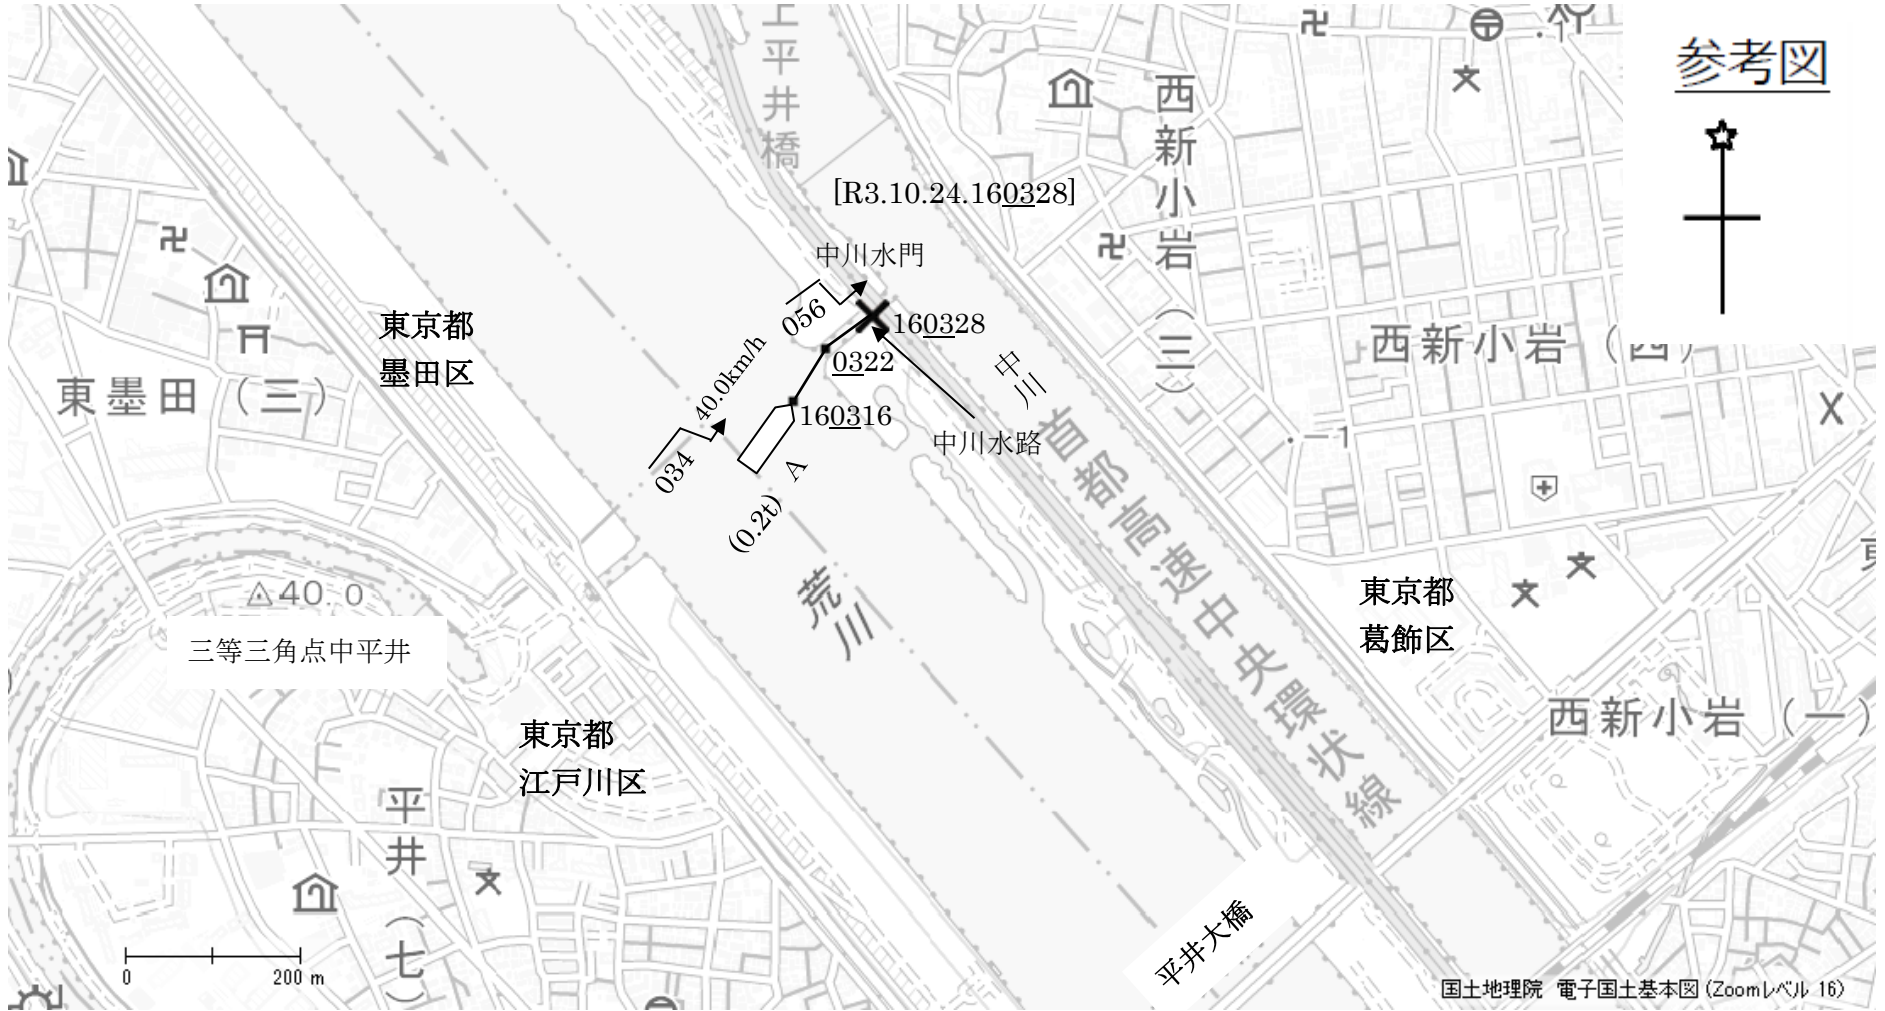 参考図
上平井橋
[R3.10.24.160328]
西新小岩(三)
中川水門
056
160328
0322
中川
40.0km/h
160316
中川水路
034
A
(0.2t)
東京都
墨田区
東墨田(三)
西新小岩(四)
-1
首都高速中央環状線
荒川
40.0
三等三角点中平井
東京都
葛飾区
西新小岩(一)
東京都
江戸川区
平井(七)
平井大橋
0 200 m
国土地理院 電子国土基本図 (Zoomレベル 16)